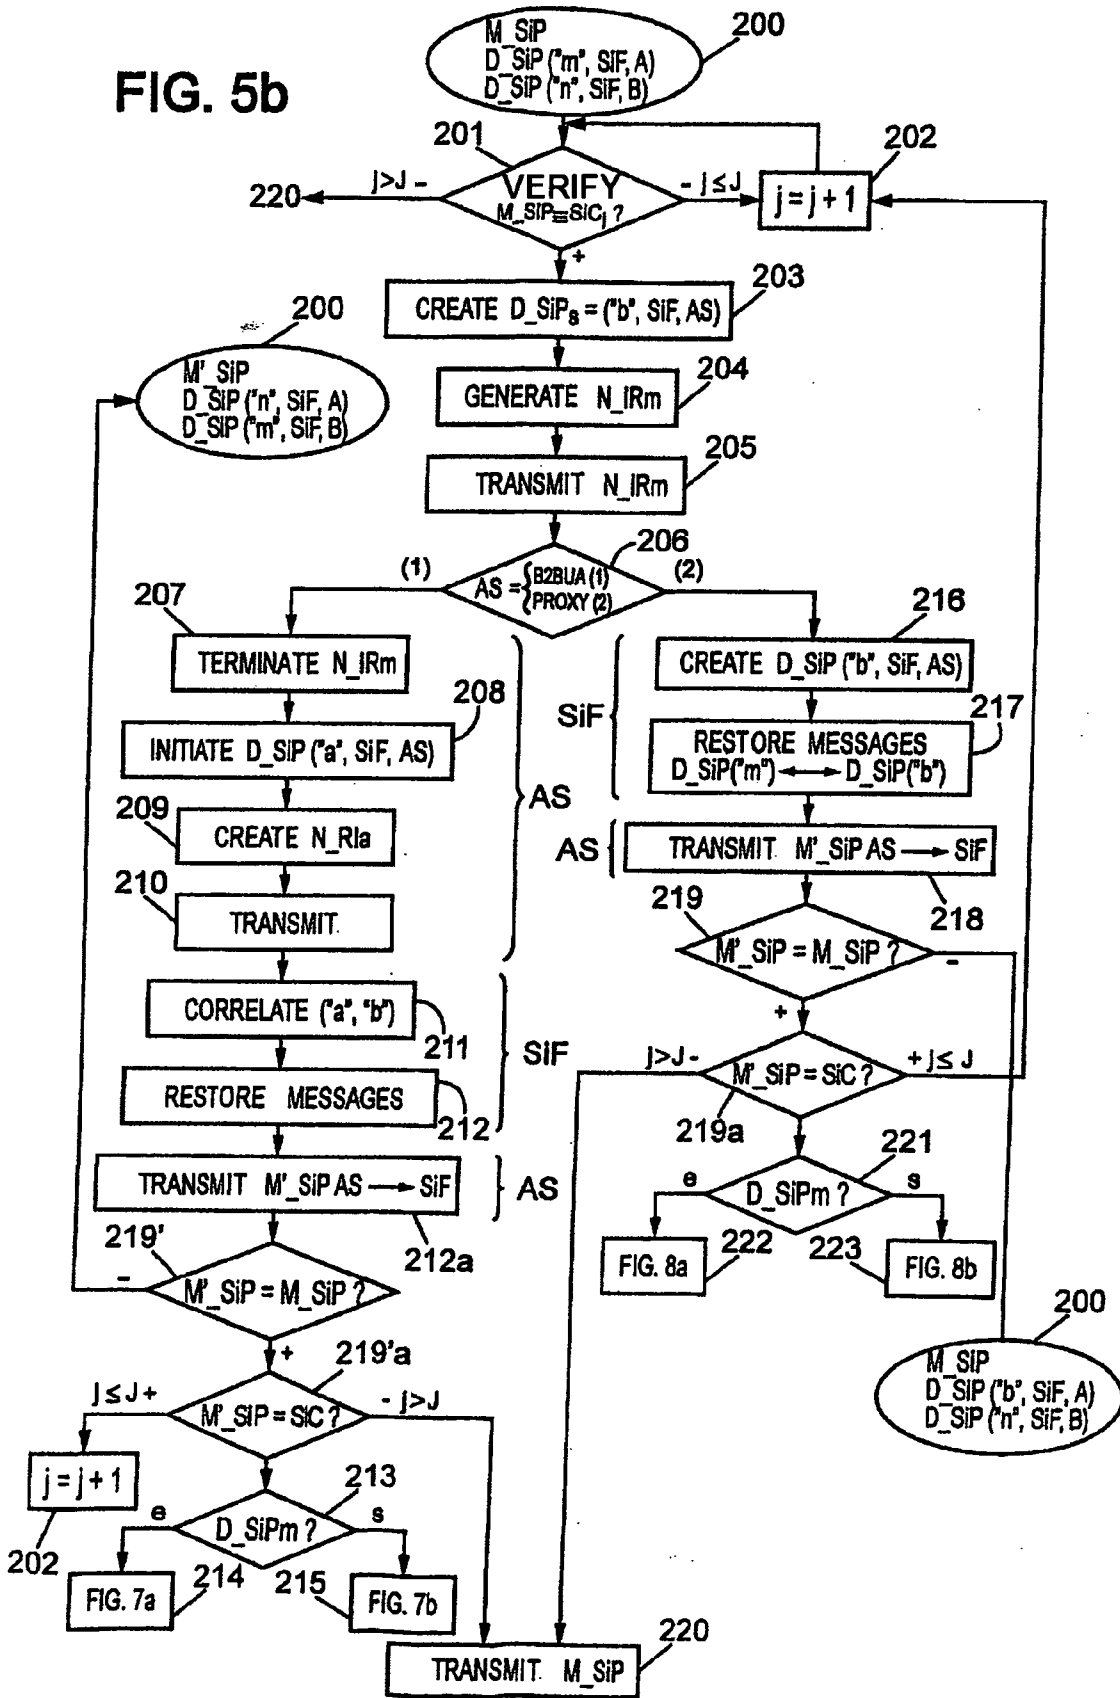 FIG. 5b
200
M_SiP
D_SiP ("m", SiF, A)
D_SiP ("n", SiF, B)
201
202
220
j>J -
VERIFY
M_SiP≡SiCj ?
- j≤J
j = j + 1
+
203
CREATE D_SiPs = ("b", SiF, AS)
200
M'_SiP
D_SiP ("n", SiF, A)
D_SiP ("m", SiF, B)
204
GENERATE N_IRm
205
TRANSMIT N_IRm
206
(1)
AS = { B2BUA (1)
PROXY (2)
(2)
207
TERMINATE N_IRm
216
CREATE D_SiP ("b", SiF, AS)
208
INITIATE D_SiP ("a", SiF, AS)
SiF
217
RESTORE MESSAGES
D_SiP("m") ↔ D_SiP("b")
AS
209
CREATE N_RIa
AS
TRANSMIT M'_SiP AS → SiF
218
210
TRANSMIT
219
M'_SiP = M_SiP ?
-
+
CORRELATE ("a", "b")
211
SiF
j>J -
M'_SiP = SiC ?
+ j≤ J
219a
RESTORE MESSAGES
212
221
D_SiPm ?
e
s
TRANSMIT M'_SiP AS → SiF
AS
212a
FIG. 8a
222
223
FIG. 8b
219'
-
M'_SiP = M_SiP ?
+
200
M_SiP
D_SiP ("b", SiF, A)
D_SiP ("n", SiF, B)
219'a
j ≤ J +
M'_SiP = SiC ?
- j>J
j = j + 1
202
213
e
D_SiPm ?
s
FIG. 7a
214
215
FIG. 7b
220
TRANSMIT M_SiP